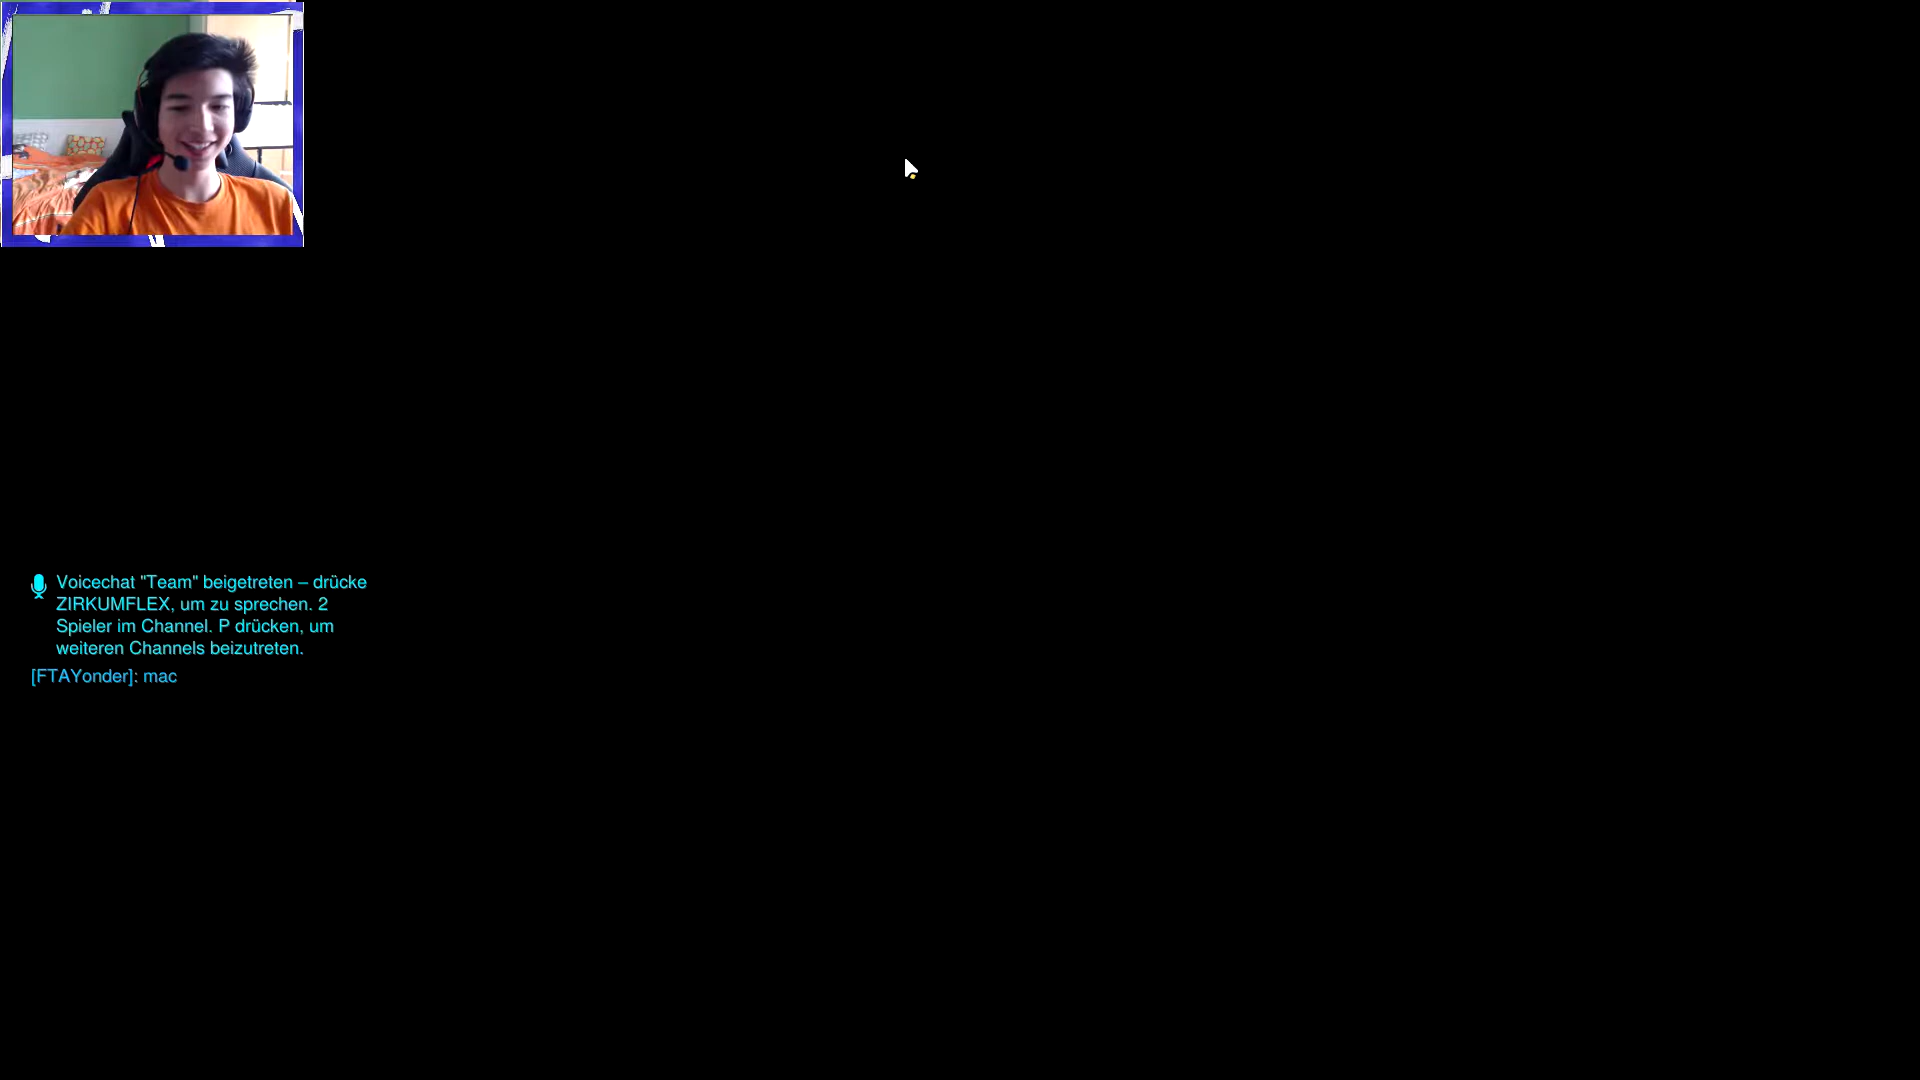 Voicechat "Team" beigetreten – drücke
ZIRKUMFLEX, um zu sprechen. 2
Spieler im Channel. P drücken, um
weiteren Channels beizutreten.
[FTAYonder]: mac